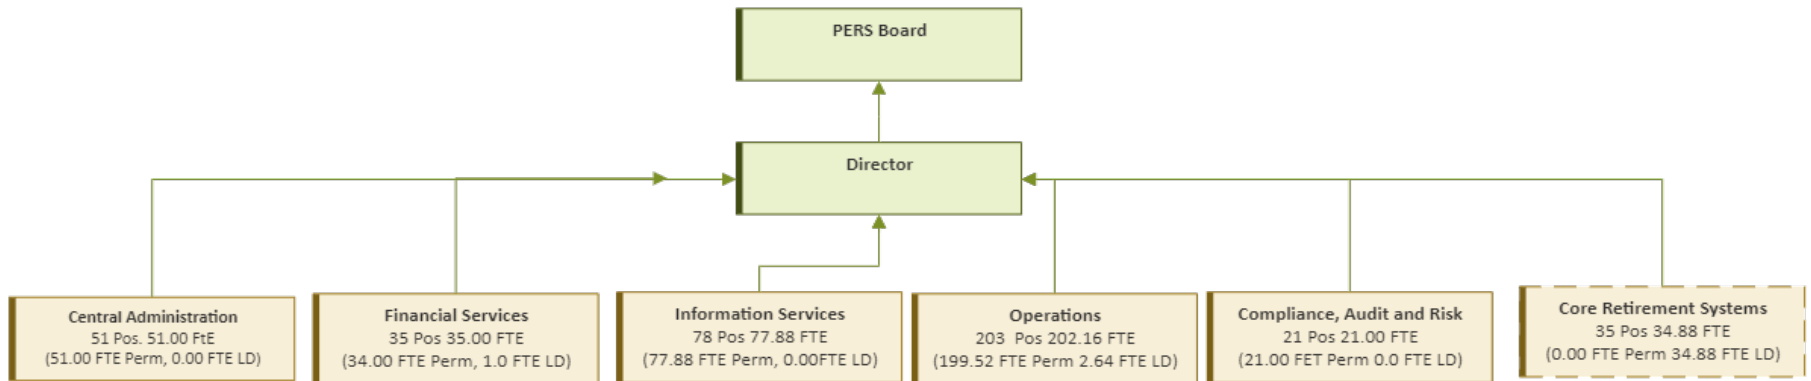 PERS Board
Director
Central Administration
51 Pos. 51.00 FtE
(51.00 FTE Perm, 0.00 FTE LD)
Financial Services
35 Pos 35.00 FTE
(34.00 FTE Perm, 1.0 FTE LD)
Information Services
78 Pos 77.88 FTE
(77.88 FTE Perm, 0.00FTE LD)
Operations
203  Pos 202.16 FTE
(199.52 FTE Perm 2.64 FTE LD)
Compliance, Audit and Risk
21 Pos 21.00 FTE
(21.00 FET Perm 0.0 FTE LD)
Core Retirement Systems
35 Pos 34.88 FTE
(0.00 FTE Perm 34.88 FTE LD)